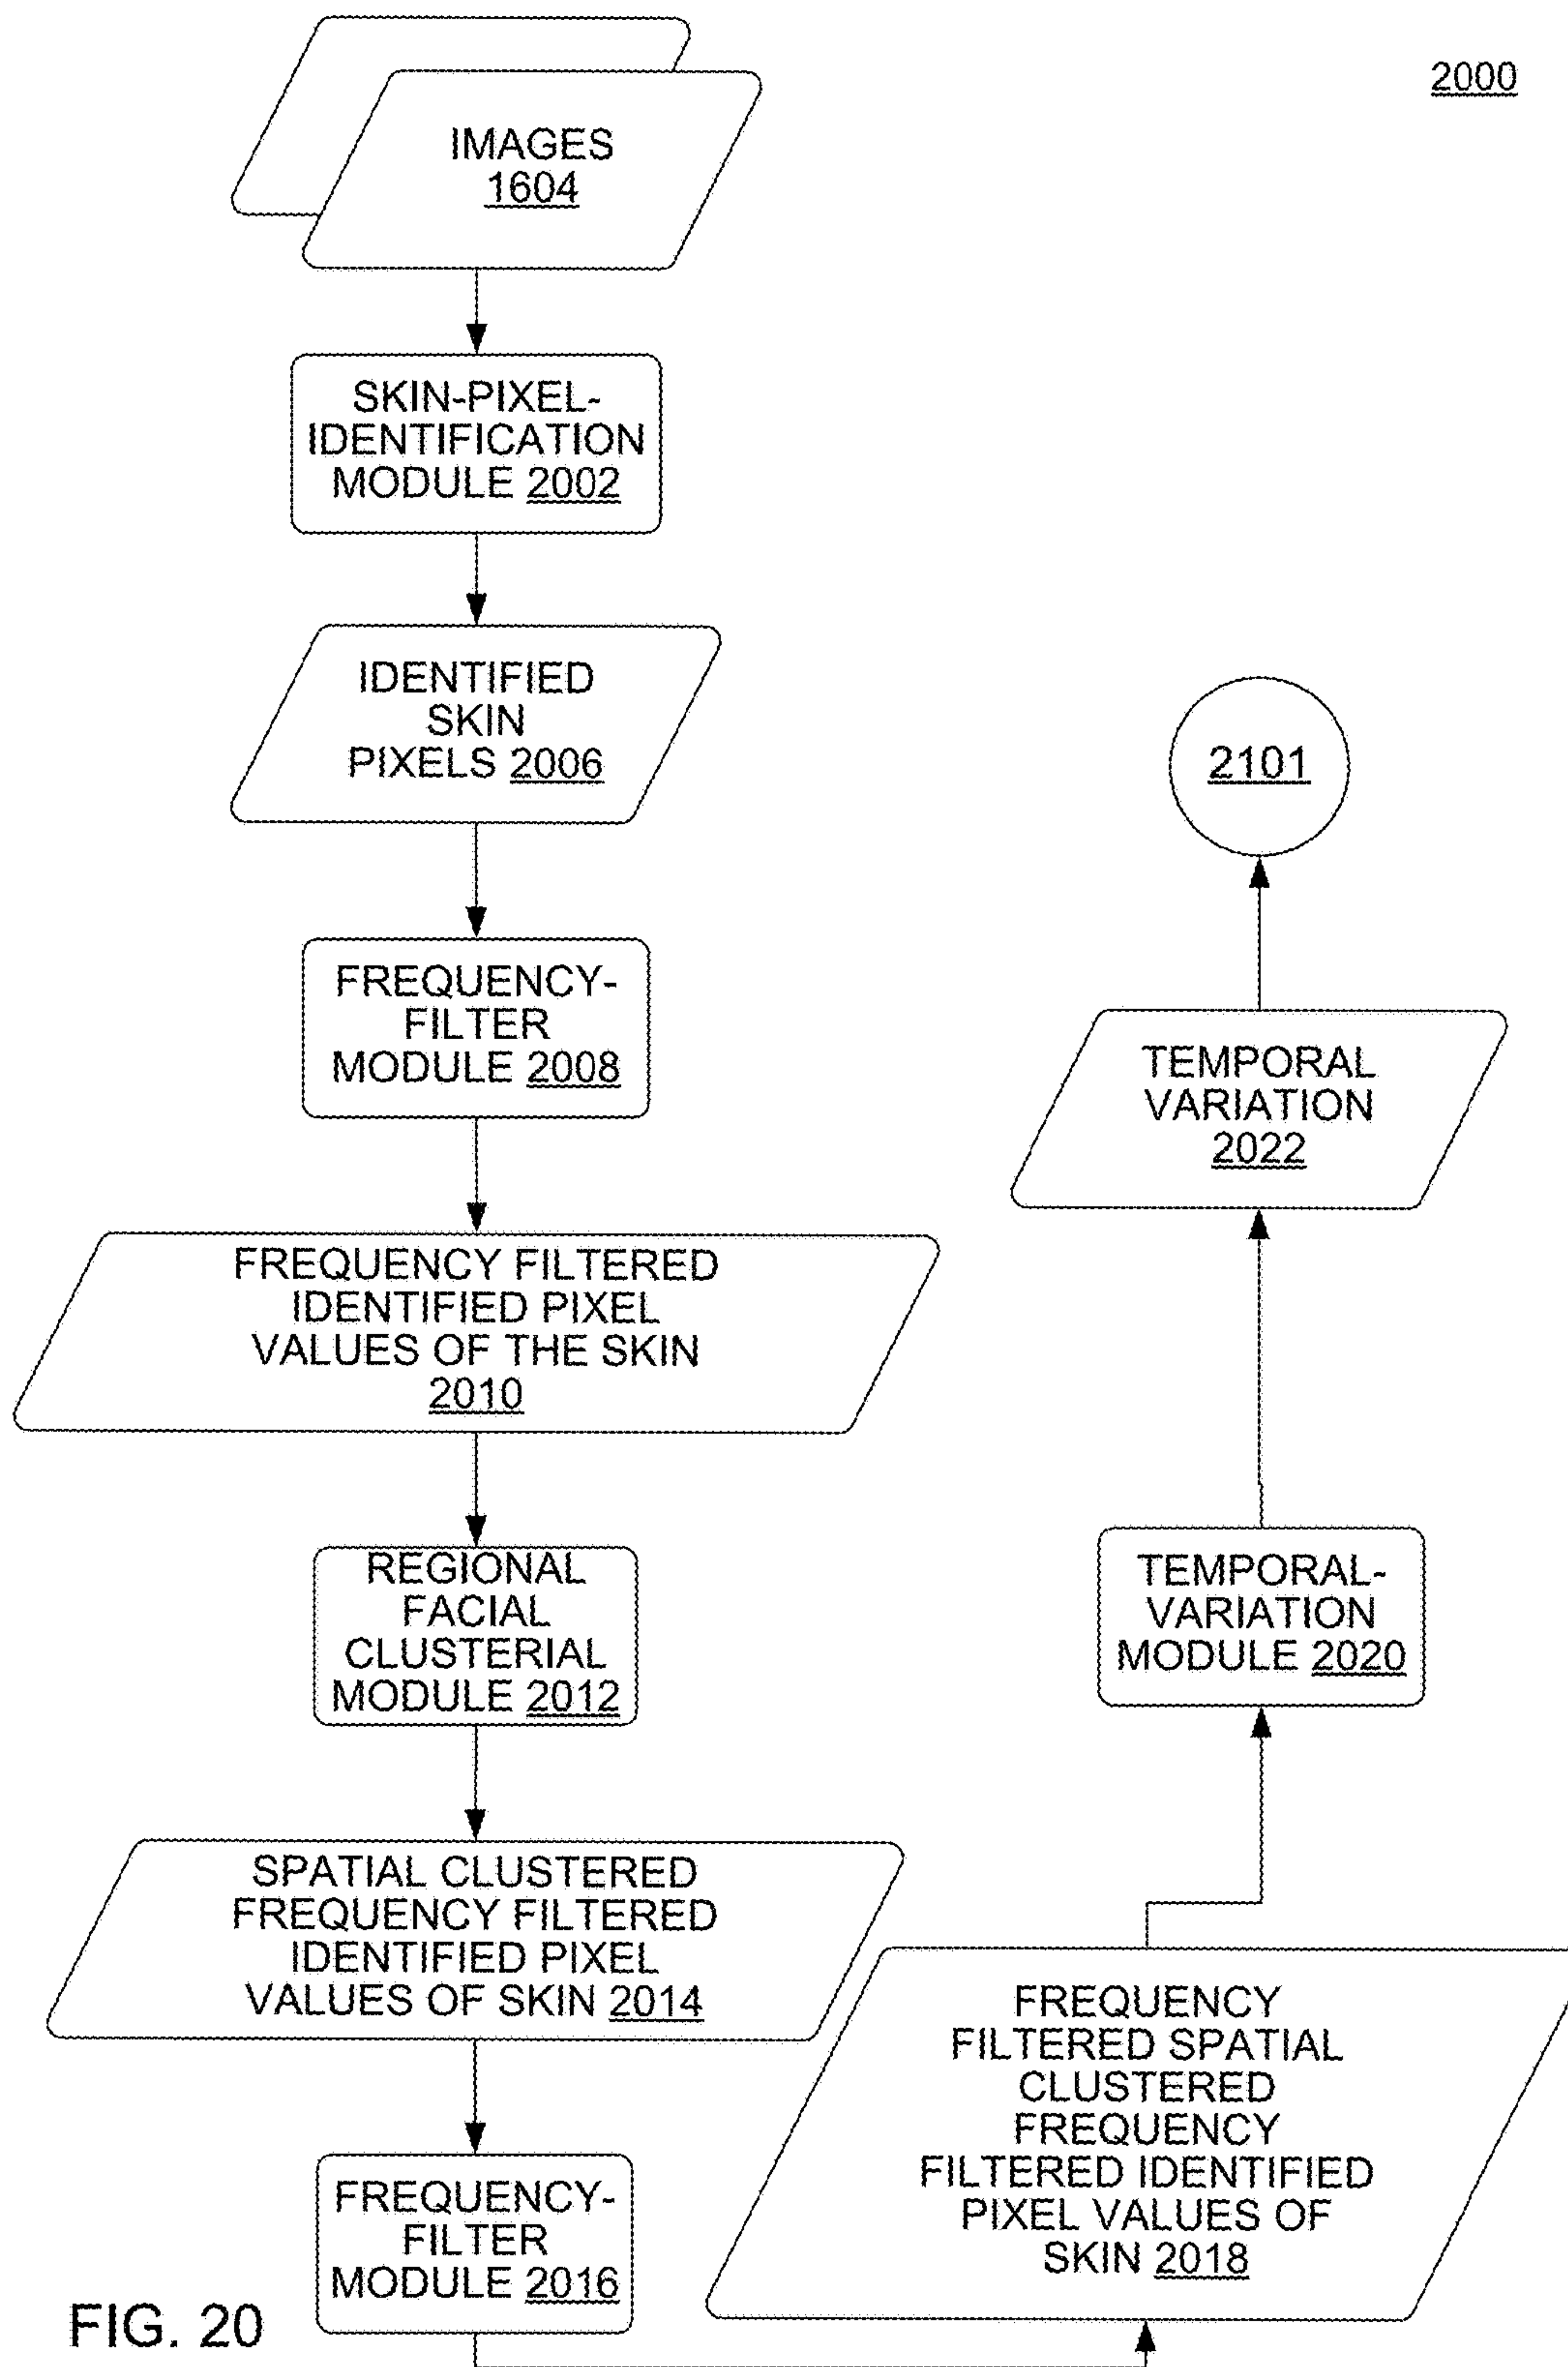 2000
IMAGES
1604
SKIN-PIXEL-
IDENTIFICATION
MODULE 2002
IDENTIFIED
SKIN
PIXELS 2006
FREQUENCY-
FILTER
MODULE 2008
FREQUENCY FILTERED
IDENTIFIED PIXEL
VALUES OF THE SKIN
2010
REGIONAL
FACIAL
CLUSTERIAL
MODULE 2012
SPATIAL CLUSTERED
FREQUENCY FILTERED
IDENTIFIED PIXEL
VALUES OF SKIN 2014
FREQUENCY-
FILTER
MODULE 2016
FREQUENCY
FILTERED SPATIAL
CLUSTERED
FREQUENCY
FILTERED IDENTIFIED
PIXEL VALUES OF
SKIN 2018
TEMPORAL-
VARIATION
MODULE 2020
TEMPORAL
VARIATION
2022
2101
FIG. 20